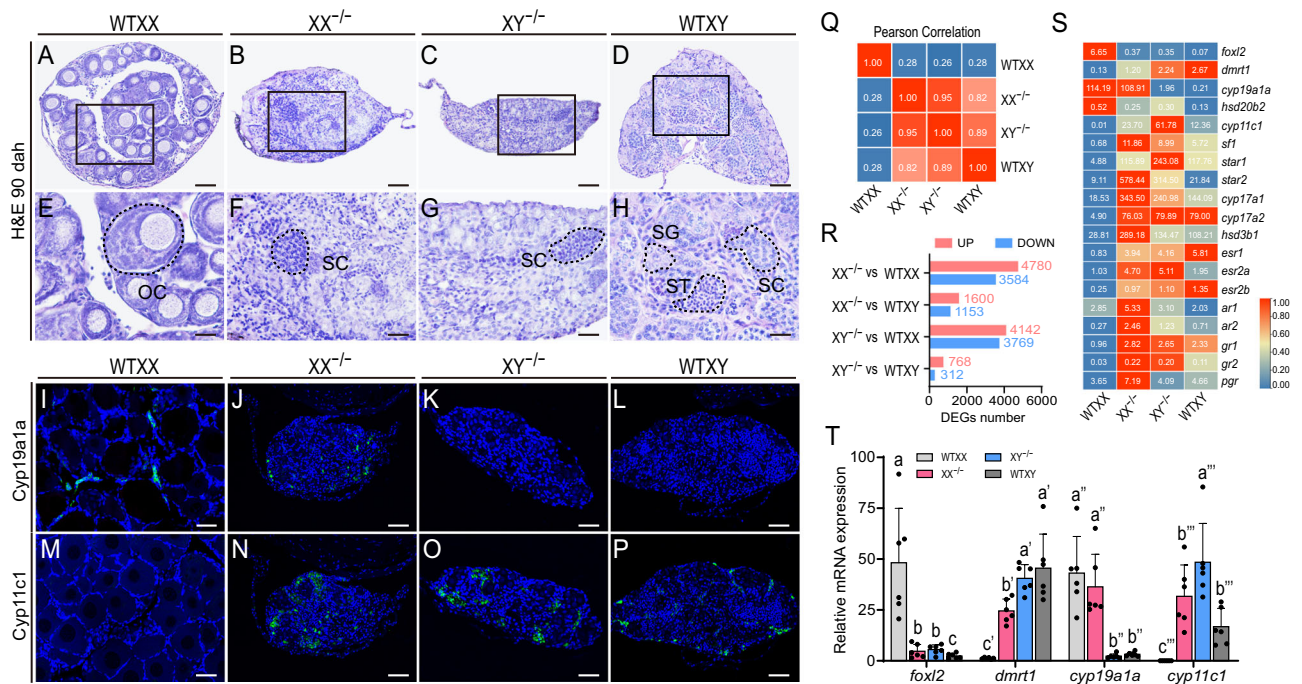 WTXX XX⁻/⁻ XY⁻/⁻ WTXY
H&E 90 dah
A B C D
E F G H
OC SC SC SG ST SC
WTXX XX⁻/⁻ XY⁻/⁻ WTXY
Cyp19a1a
I J K L
Cyp11c1
M N O P
Q
Pearson Correlation
1.00 0.28 0.26 0.28 WTXX
0.28 1.00 0.95 0.82 XX⁻/⁻
0.26 0.95 1.00 0.89 XY⁻/⁻
0.28 0.82 0.89 1.00 WTXY
WTXX XX⁻/⁻ XY⁻/⁻ WTXY
R
UP DOWN
XX⁻/⁻ vs WTXX 4780
3584
XX⁻/⁻ vs WTXY 1600
1153
XY⁻/⁻ vs WTXX 4142
3769
XY⁻/⁻ vs WTXY 768
312
0 2000 4000 6000
DEGs number
S
6.65 0.37 0.35 0.07 foxl2
0.13 1.20 2.24 2.67 dmrt1
114.19 108.91 1.96 0.21 cyp19a1a
0.52 0.25 0.30 0.13 hsd20b2
0.01 23.70 61.78 12.36 cyp11c1
0.68 11.86 8.99 5.72 sf1
4.88 115.89 243.08 117.76 star1
9.11 578.44 314.50 21.84 star2
18.53 343.50 240.98 144.09 cyp17a1
4.90 76.03 79.89 79.00 cyp17a2
28.81 289.18 134.47 108.21 hsd3b1
0.83 3.94 4.16 5.81 esr1
1.03 4.70 5.11 1.95 esr2a
0.25 0.97 1.10 1.35 esr2b
2.85 5.33 3.10 2.03 ar1
0.27 2.46 1.23 0.71 ar2
0.96 2.82 2.65 2.33 gr1
0.03 0.22 0.20 0.11 gr2
3.65 7.19 4.09 4.66 pgr
WTXX XX⁻/⁻ XY⁻/⁻ WTXY
1.00
0.80
0.60
0.40
0.20
0.00
T
WTXX XY⁻/⁻
XX⁻/⁻ WTXY
Relative mRNA expression
100
75
50
25
0
a b b c
c' b' a' a'
a'' a'' b'' b''
c''' b''' a''' b'''
foxl2 dmrt1 cyp19a1a cyp11c1